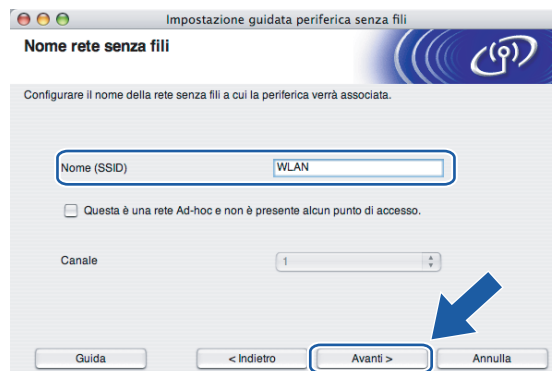 Impostazione guidata periferica senza fili
Nome rete senza fili
Configurare il nome della rete senza fili a cui la periferica verrà associata.
Nome (SSID) WLAN
Questa è una rete Ad-hoc e non è presente alcun punto di accesso.
Canale 1
Guida < Indietro Avanti > Annulla